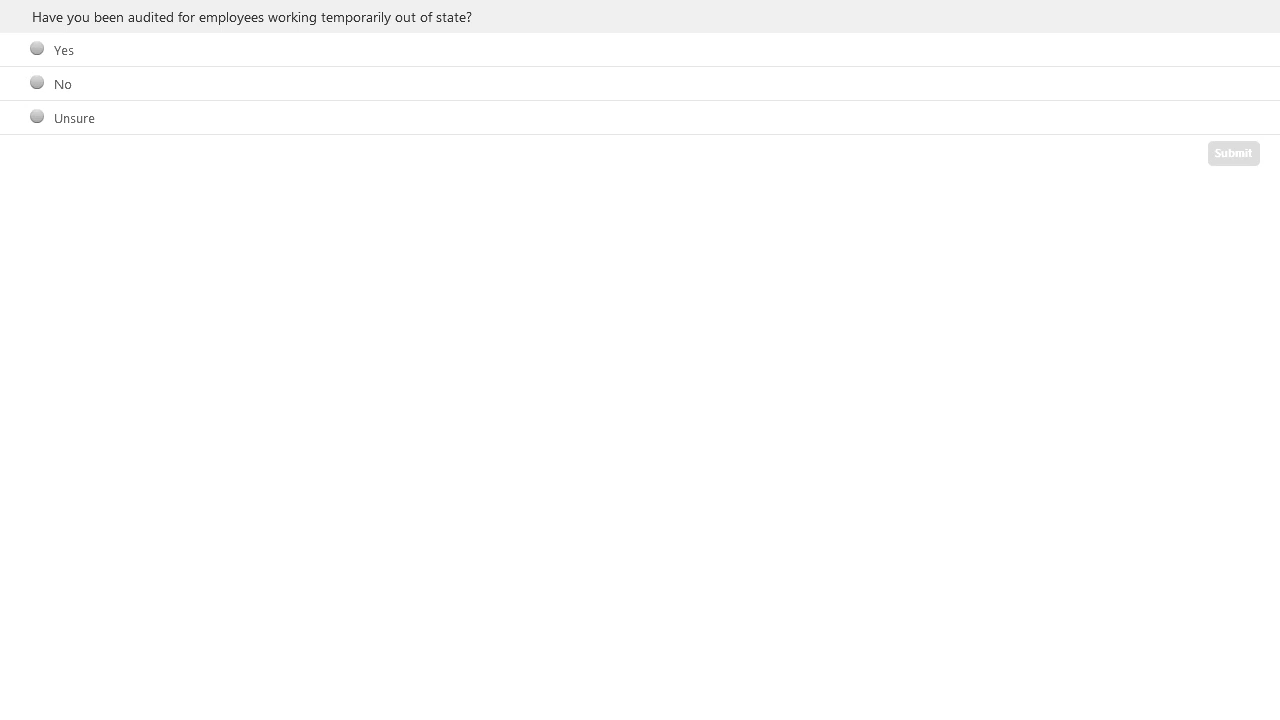 Have you been audited for employees working temporarily out of state?
Yes
No
Unsure
Submit